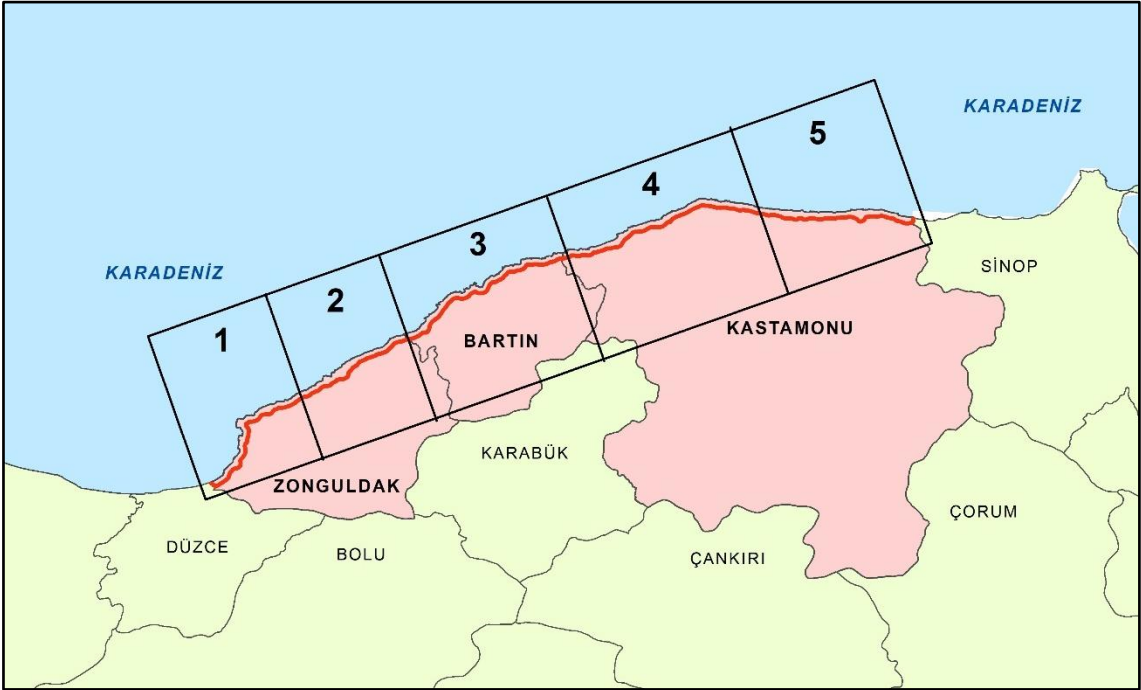 KARADENİZ
5
4
3
SİNOP
KARADENİZ
2
1
KASTAMONU
BARTIN
KARABÜK
ZONGULDAK
ÇORUM
DÜZCE
BOLU
ÇANKIRI